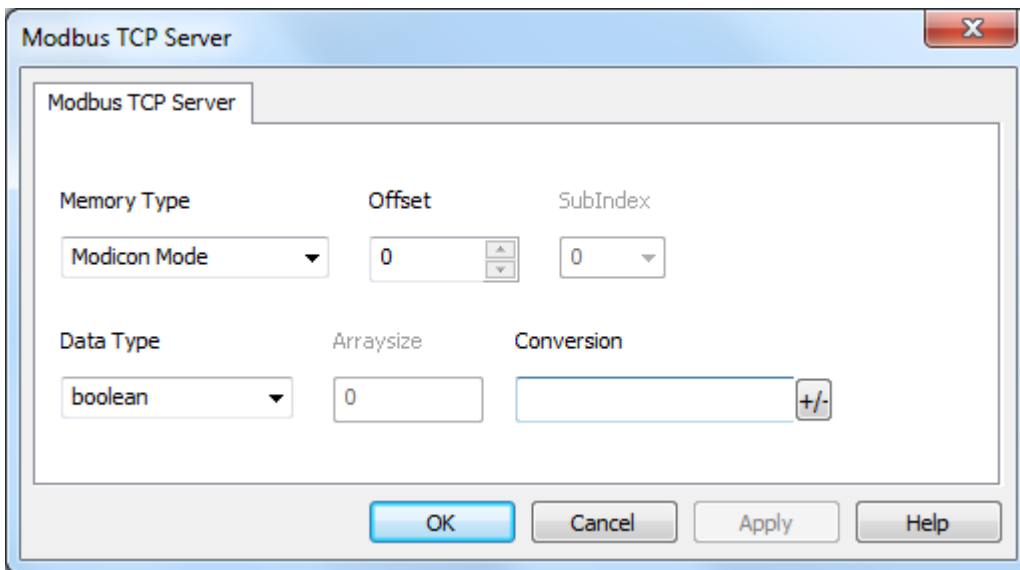 Modbus TCP Server
Modbus TCP Server
Memory Type Offset SubIndex
Modicon Mode 0 0
Data Type Arraysize Conversion
boolean 0 +/-
OK Cancel Apply Help